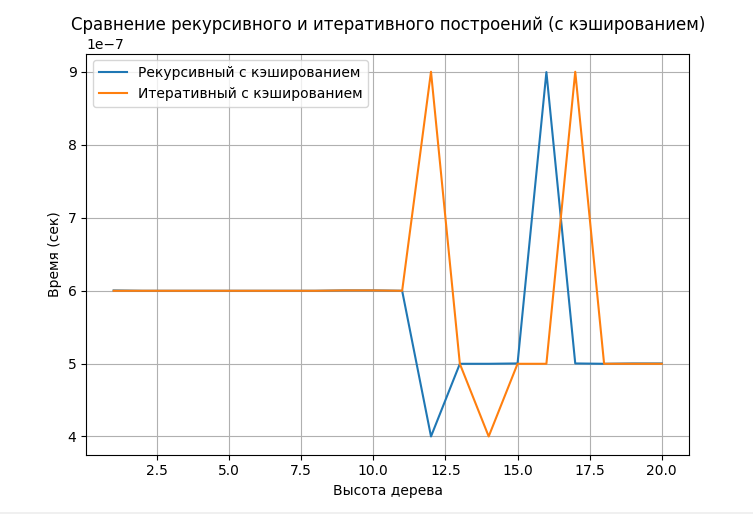 Сравнение рекурсивного и итеративного построений (с кэшированием)
1e−7
Рекурсивный с кэшированием
Итеративный с кэшированием
9
8
7
6
5
4
Время (сек)
2.5 5.0 7.5 10.0 12.5 15.0 17.5 20.0
Высота дерева